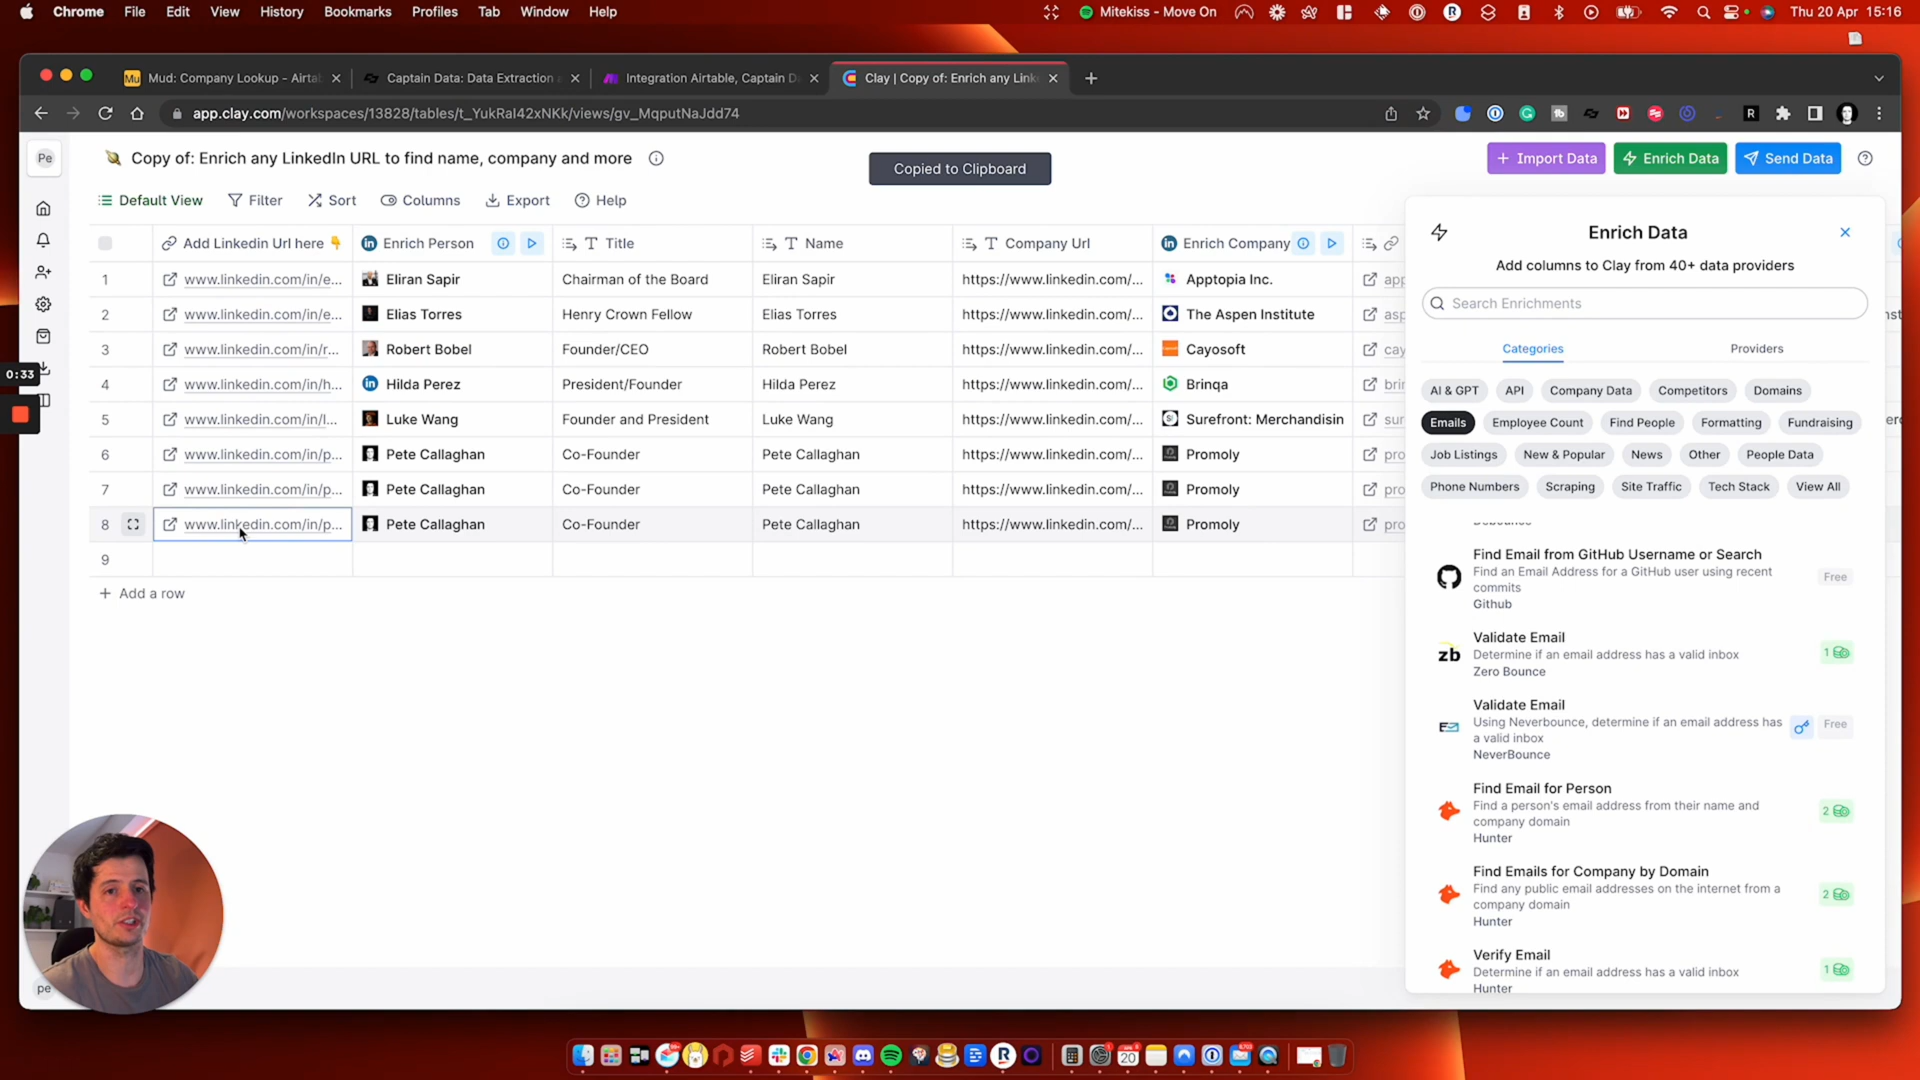 Chrome File Edit View History Bookmarks Profiles Tab Window Help
Mitekiss - Move On
Thu 20 Apr 15:16
Mu Mud: Company Lookup - Airta
Captain Data: Data Extraction
Integration Airtable, Captain D
Clay | Copy of: Enrich any Link
app.clay.com/workspaces/13828/tables/t_YukRaI42xNKk/views/gv_MqputNaJdd74
Pe
Copy of: Enrich any LinkedIn URL to find name, company and more
Copied to Clipboard
Import Data
Enrich Data
Send Data
Default View
Filter
Sort
Columns
Export
Help
Add Linkedin Url here
Enrich Person
T Title
T Name
T Company Url
Enrich Company
1 www.linkedin.com/in/e... Eliran Sapir Chairman of the Board Eliran Sapir https://www.linkedin.com/... Apptopia Inc. app
2 www.linkedin.com/in/e... Elias Torres Henry Crown Fellow Elias Torres https://www.linkedin.com/... The Aspen Institute asp
3 www.linkedin.com/in/r... Robert Bobel Founder/CEO Robert Bobel https://www.linkedin.com/... Cayosoft cay
4 www.linkedin.com/in/h... Hilda Perez President/Founder Hilda Perez https://www.linkedin.com/... Brinqa brin
5 www.linkedin.com/in/l... Luke Wang Founder and President Luke Wang https://www.linkedin.com/... Surefront: Merchandisin sur
6 www.linkedin.com/in/p... Pete Callaghan Co-Founder Pete Callaghan https://www.linkedin.com/... Promoly pro
7 www.linkedin.com/in/p... Pete Callaghan Co-Founder Pete Callaghan https://www.linkedin.com/... Promoly pro
8 www.linkedin.com/in/p... Pete Callaghan Co-Founder Pete Callaghan https://www.linkedin.com/... Promoly pro
9
+ Add a row
0:33
pe
Enrich Data
Add columns to Clay from 40+ data providers
Search Enrichments
Categories
Providers
AI & GPT
API
Company Data
Competitors
Domains
Emails
Employee Count
Find People
Formatting
Fundraising
Job Listings
New & Popular
News
Other
People Data
Phone Numbers
Scraping
Site Traffic
Tech Stack
View All
Find Email from GitHub Username or Search
Find an Email Address for a GitHub user using recent
commits
Github
Free
Validate Email
Determine if an email address has a valid inbox
Zero Bounce
zb
1
Validate Email
Using Neverbounce, determine if an email address has
a valid inbox
NeverBounce
Free
Find Email for Person
Find a person's email address from their name and
company domain
Hunter
2
Find Emails for Company by Domain
Find any public email addresses on the internet from a
company domain
Hunter
2
Verify Email
Determine if an email address has a valid inbox
Hunter
1